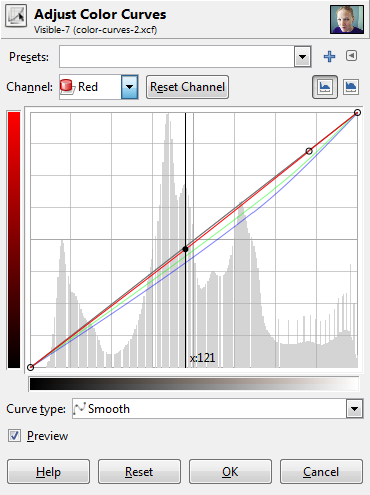 Adjust Color Curves
Visible-7 (color-curves-2.xcf)
Presets:
Channel: Red Reset Channel
x:121
Curve type: Smooth
Preview
Help Reset OK Cancel